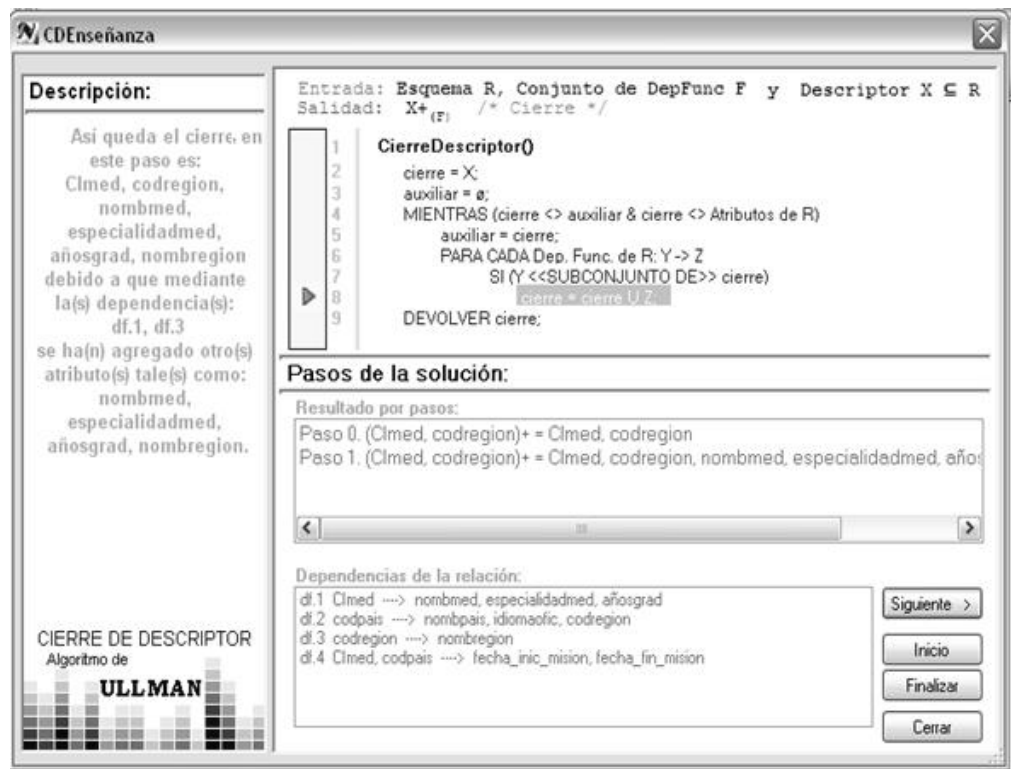 CDEnseñanza
Descripción:
Así queda el cierre, en
este paso es:
CImed, codregion,
nombmed,
especialidadmed,
añosgrad, nombregion
debido a que mediante
la(s) dependencia(s):
df.1, df.3
se ha(n) agregado otro(s)
atributo(s) tale(s) como:
nombmed,
especialidadmed,
añosgrad, nombregion.
CIERRE DE DESCRIPTOR
Algoritmo de
ULLMAN
Entrada: Esquema R, Conjunto de DepFunc F y Descriptor X ⊆ R
Salidad: X+(F) /* Cierre */
1 CierreDescriptor()
2 cierre = X;
3 auxiliar = ø;
4 MIENTRAS (cierre <> auxiliar & cierre <> Atributos de R)
5 auxiliar = cierre;
6 PARA CADA Dep. Func. de R: Y -> Z
7 SI (Y <<SUBCONJUNTO DE>> cierre)
8 cierre = cierre U Z;
9 DEVOLVER cierre;
Pasos de la solución:
Resultado por pasos:
Paso 0. (CImed, codregion)+ = CImed, codregion
Paso 1. (CImed, codregion)+ = CImed, codregion, nombmed, especialidadmed, años
Dependencias de la relación:
df.1 CImed ----> nombmed, especialidadmed, añosgrad
df.2 codpais ----> nombpais, idiomaofic, codregion
df.3 codregion ----> nombregion
df.4 CImed, codpais ----> fecha_inic_mision, fecha_fin_mision
Siguiente >
Inicio
Finalizar
Cerrar